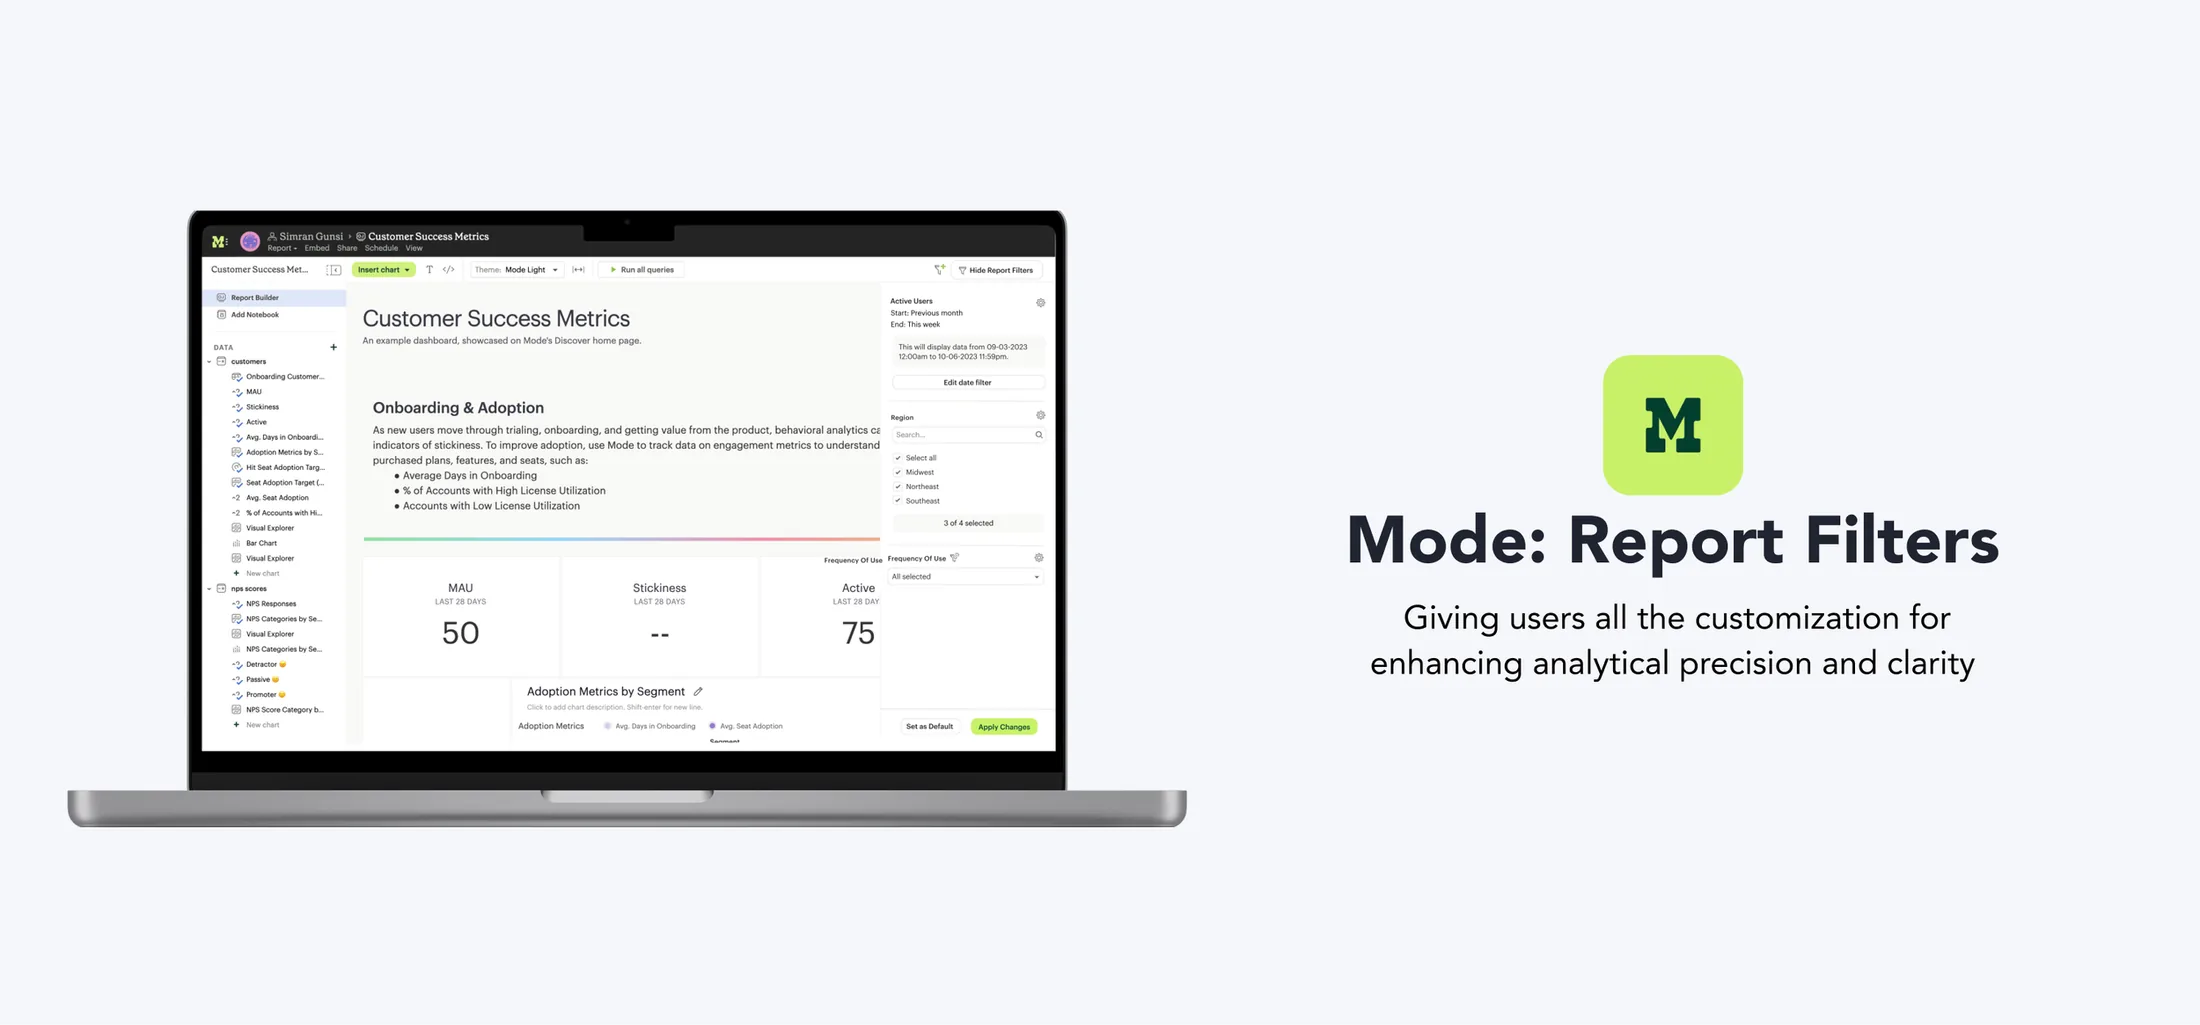 Simran Gunsi › Customer Success Metrics
Report Embed Share Schedule View
Customer Success Met...
Insert chart
T
</>
Theme: Mode Light
Run all queries
Hide Report Filters
Report Builder
Add Notebook
DATA +
customers
Onboarding Customer...
MAU
Stickiness
Active
Avg. Days in Onboardi...
Adoption Metrics by S...
Hit Seat Adoption Targ...
Seat Adoption Target (...
Avg. Seat Adoption
% of Accounts with Hi...
Visual Explorer
Bar Chart
Visual Explorer
+ New chart
nps scores
NPS Responses
NPS Categories by Se...
Visual Explorer
NPS Categories by Se...
Detractor
Passive
Promoter
NPS Score Category b...
+ New chart
Customer Success Metrics
An example dashboard, showcased on Mode's Discover home page.
Onboarding & Adoption
As new users move through trialing, onboarding, and getting value from the product, behavioral analytics ca
indicators of stickiness. To improve adoption, use Mode to track data on engagement metrics to understand
purchased plans, features, and seats, such as:
● Average Days in Onboarding
● % of Accounts with High License Utilization
● Accounts with Low License Utilization
Frequency Of Use
MAU
LAST 28 DAYS
50
Stickiness
LAST 28 DAYS
--
Active
LAST 28 DAY
75
Adoption Metrics by Segment
Click to add chart description. Shift-enter for new line.
Adoption Metrics Avg. Days in Onboarding Avg. Seat Adoption
Segment
Active Users
Start: Previous month
End: This week
This will display data from 09-03-2023
12:00am to 10-06-2023 11:59pm.
Edit date filter
Region
Search...
Select all
Midwest
Northeast
Southeast
3 of 4 selected
Frequency Of Use
All selected
Set as Default
Apply Changes
M
Mode: Report Filters
Giving users all the customization for
enhancing analytical precision and clarity